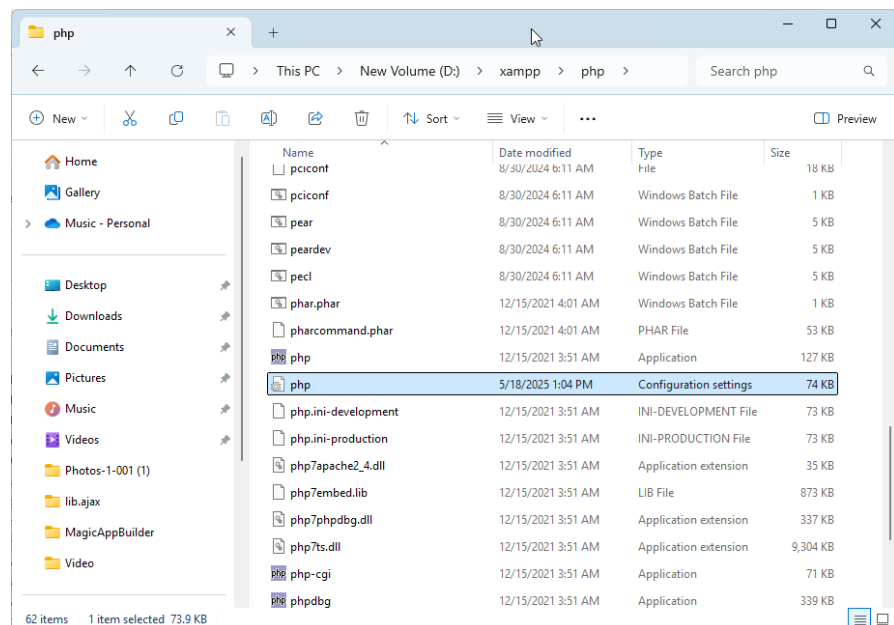 php
This PC > New Volume (D:) > xampp > php > Search php
New Sort View ... Preview
Name Date modified Type Size
Home
Gallery
Music - Personal
Desktop
Downloads
Documents
Pictures
Music
Videos
Photos-1-001 (1)
lib.ajax
MagicAppBuilder
Video
pciconf 8/30/2024 6:11 AM File 18 KB
pciconf 8/30/2024 6:11 AM Windows Batch File 1 KB
pear 8/30/2024 6:11 AM Windows Batch File 5 KB
peardev 8/30/2024 6:11 AM Windows Batch File 5 KB
pecl 8/30/2024 6:11 AM Windows Batch File 5 KB
phar.phar 12/15/2021 4:01 AM Windows Batch File 1 KB
pharcommand.phar 12/15/2021 4:01 AM PHAR File 53 KB
php php 12/15/2021 3:51 AM Application 127 KB
php 5/18/2025 1:04 PM Configuration settings 74 KB
php.ini-development 12/15/2021 3:51 AM INI-DEVELOPMENT File 73 KB
php.ini-production 12/15/2021 3:51 AM INI-PRODUCTION File 73 KB
php7apache2_4.dll 12/15/2021 3:51 AM Application extension 35 KB
php7embed.lib 12/15/2021 3:51 AM LIB File 873 KB
php7phpdbg.dll 12/15/2021 3:51 AM Application extension 337 KB
php7ts.dll 12/15/2021 3:51 AM Application extension 9,304 KB
php php-cgi 12/15/2021 3:51 AM Application 71 KB
php phpdbg 12/15/2021 3:51 AM Application 339 KB
62 items 1 item selected 73.9 KB